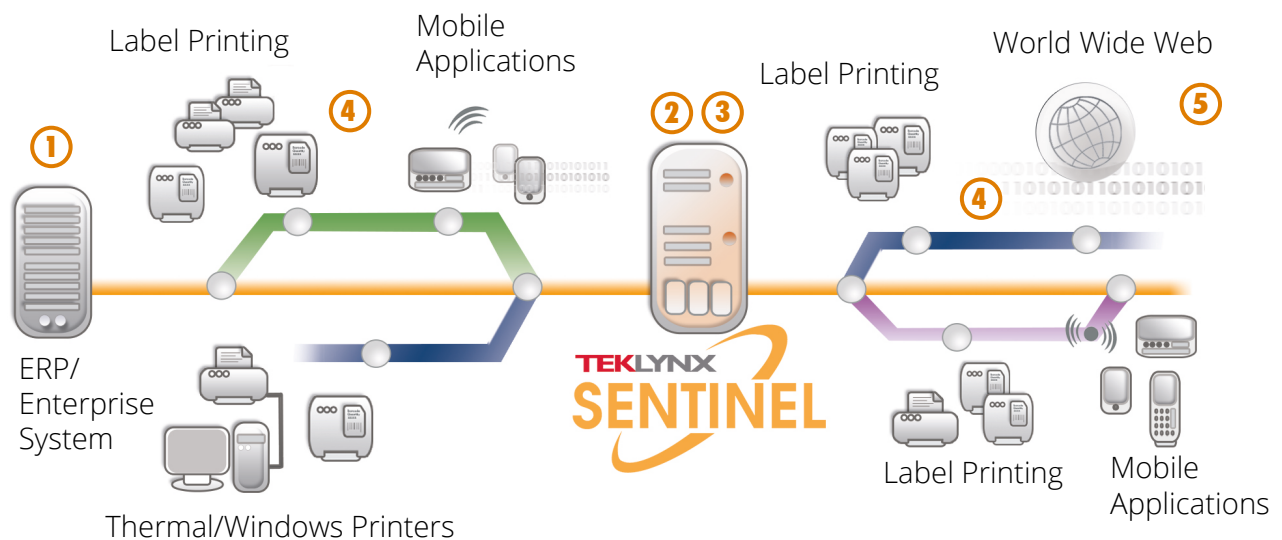 Label Printing
4
Mobile
Applications
1
2 3
Label Printing
World Wide Web
5
4
ERP/
Enterprise
System
TEKLYNX
SENTINEL
Thermal/Windows Printers
Label Printing
Mobile
Applications